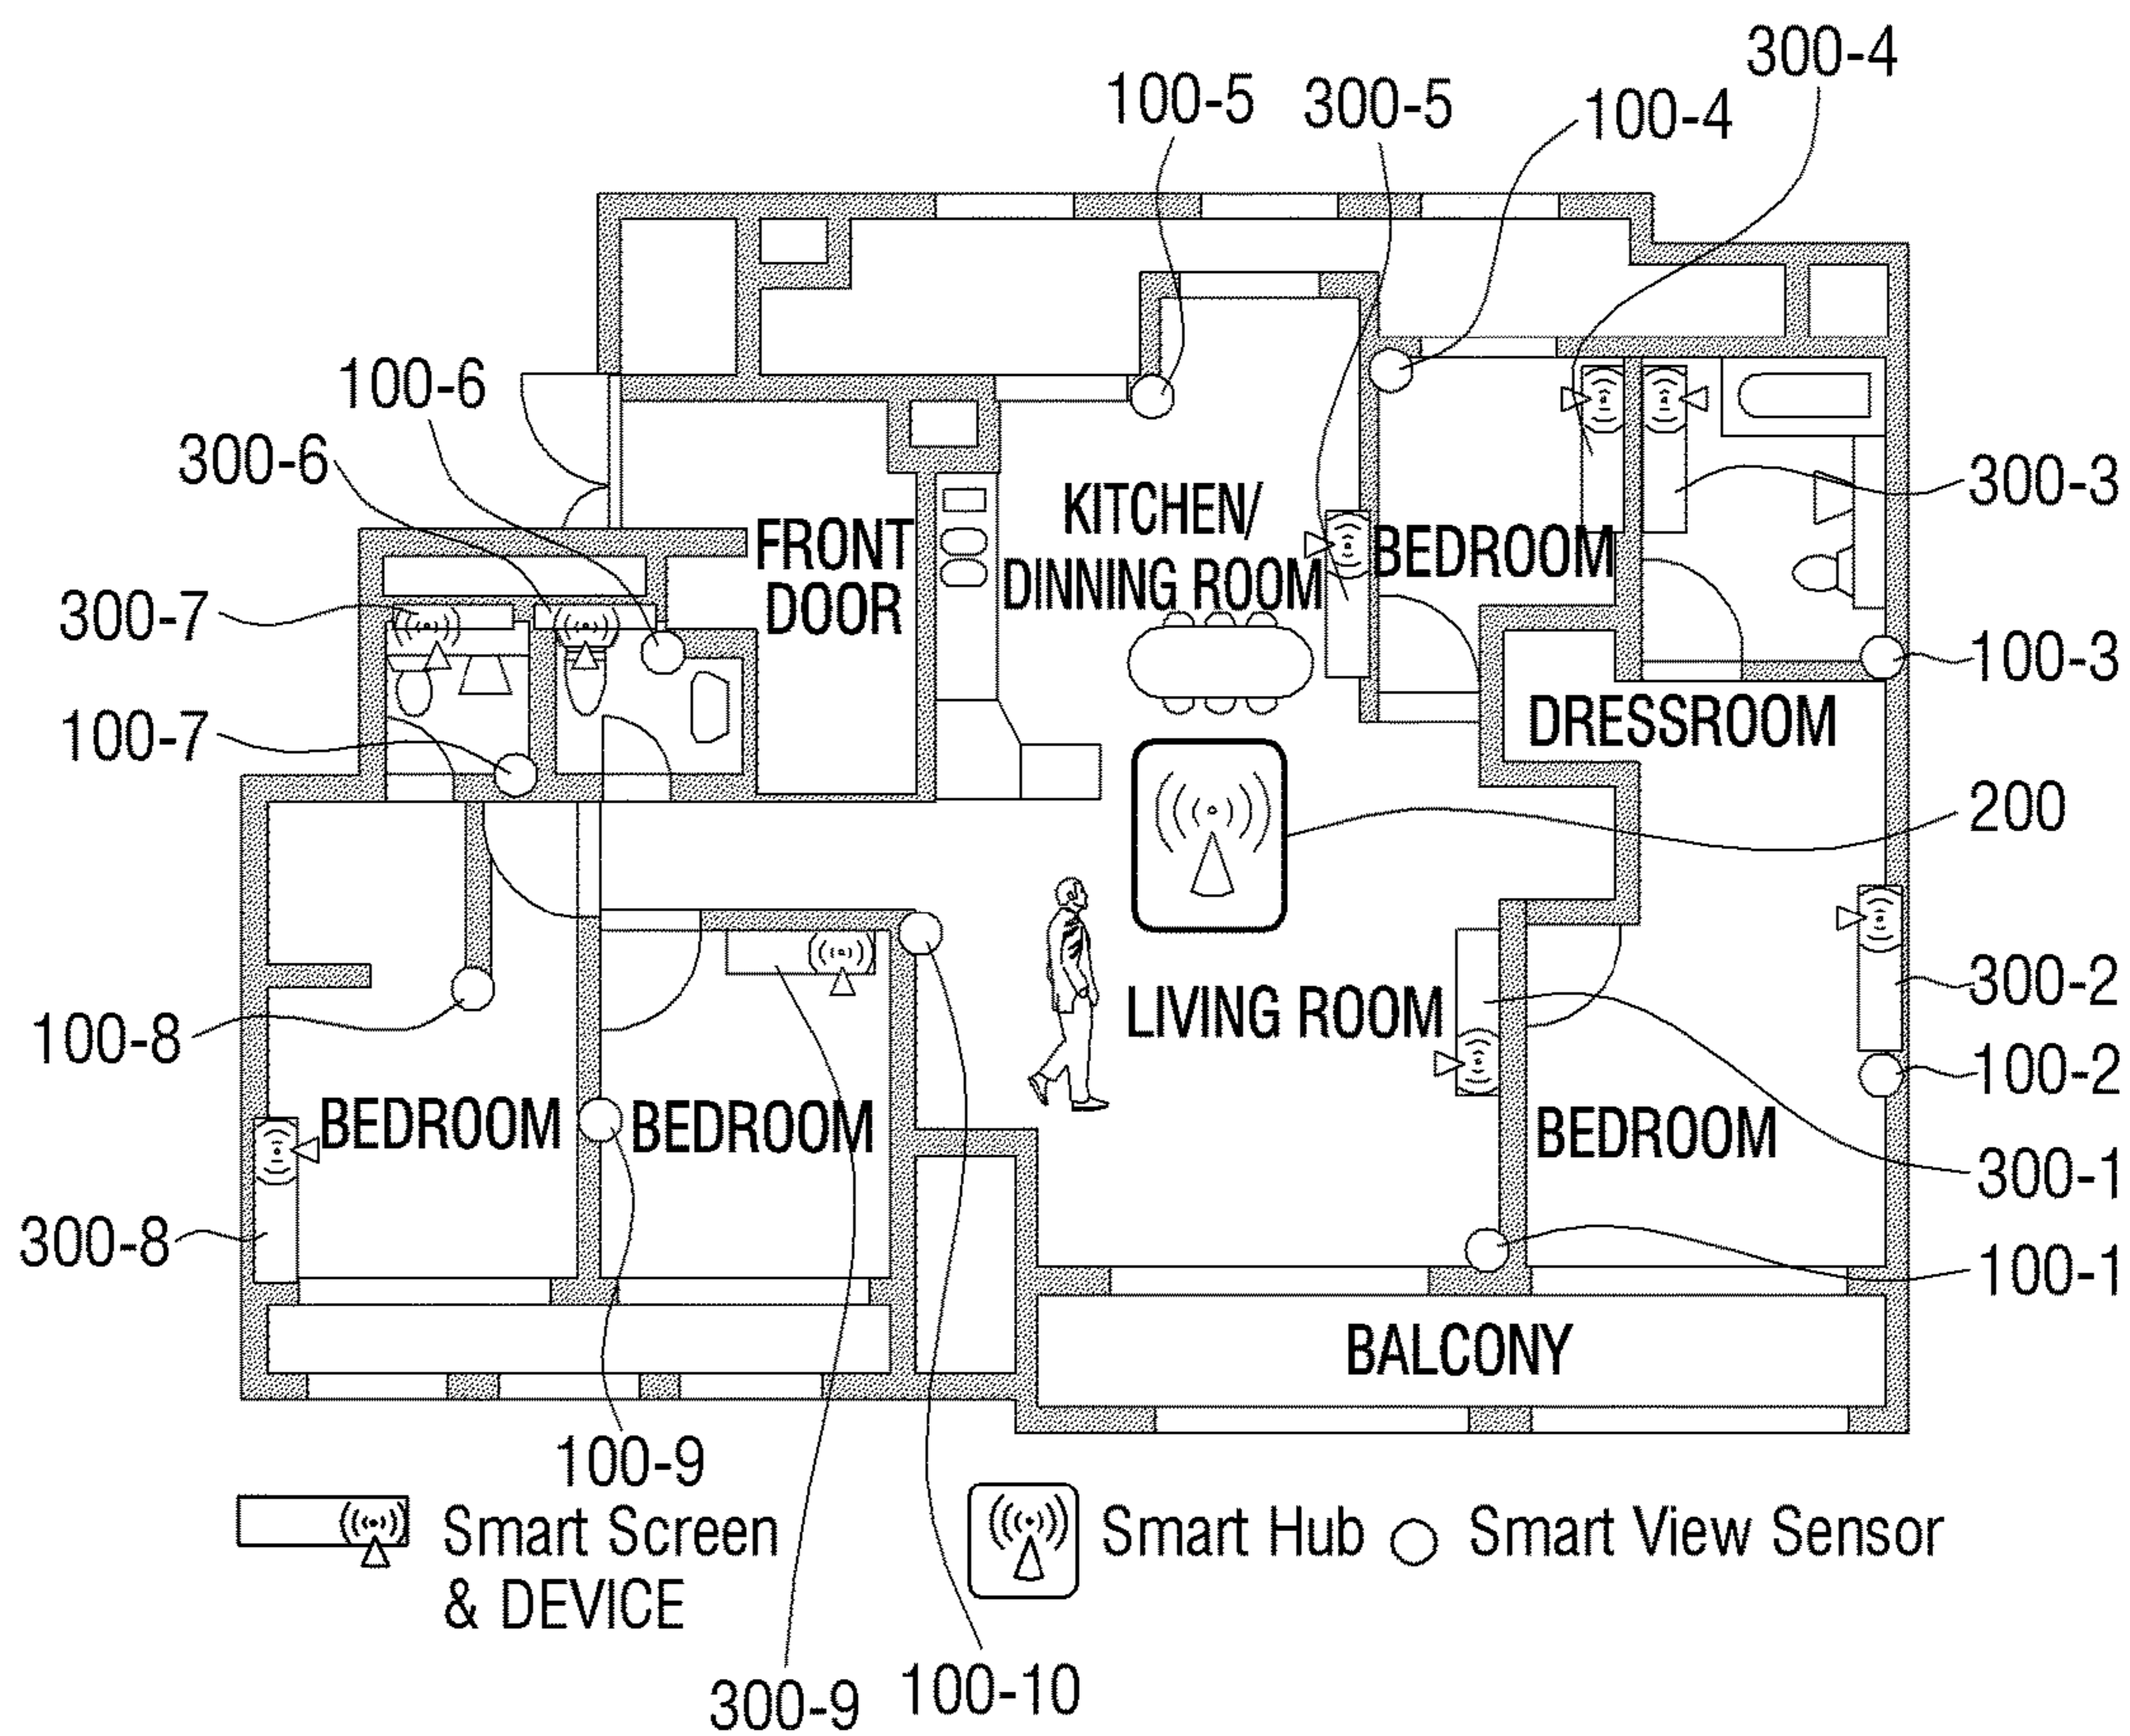 300-4
100-5
300-5
100-4
100-6
300-6
300-3
KITCHEN/
DINNING ROOM
FRONT
DOOR
BEDROOM
300-7
100-3
100-7
DRESSROOM
200
300-2
LIVING ROOM
100-8
100-2
BEDROOM
BEDROOM
BEDROOM
300-1
300-8
100-1
BALCONY
100-9
Smart Screen
& DEVICE
Smart Hub
Smart View Sensor
300-9
100-10